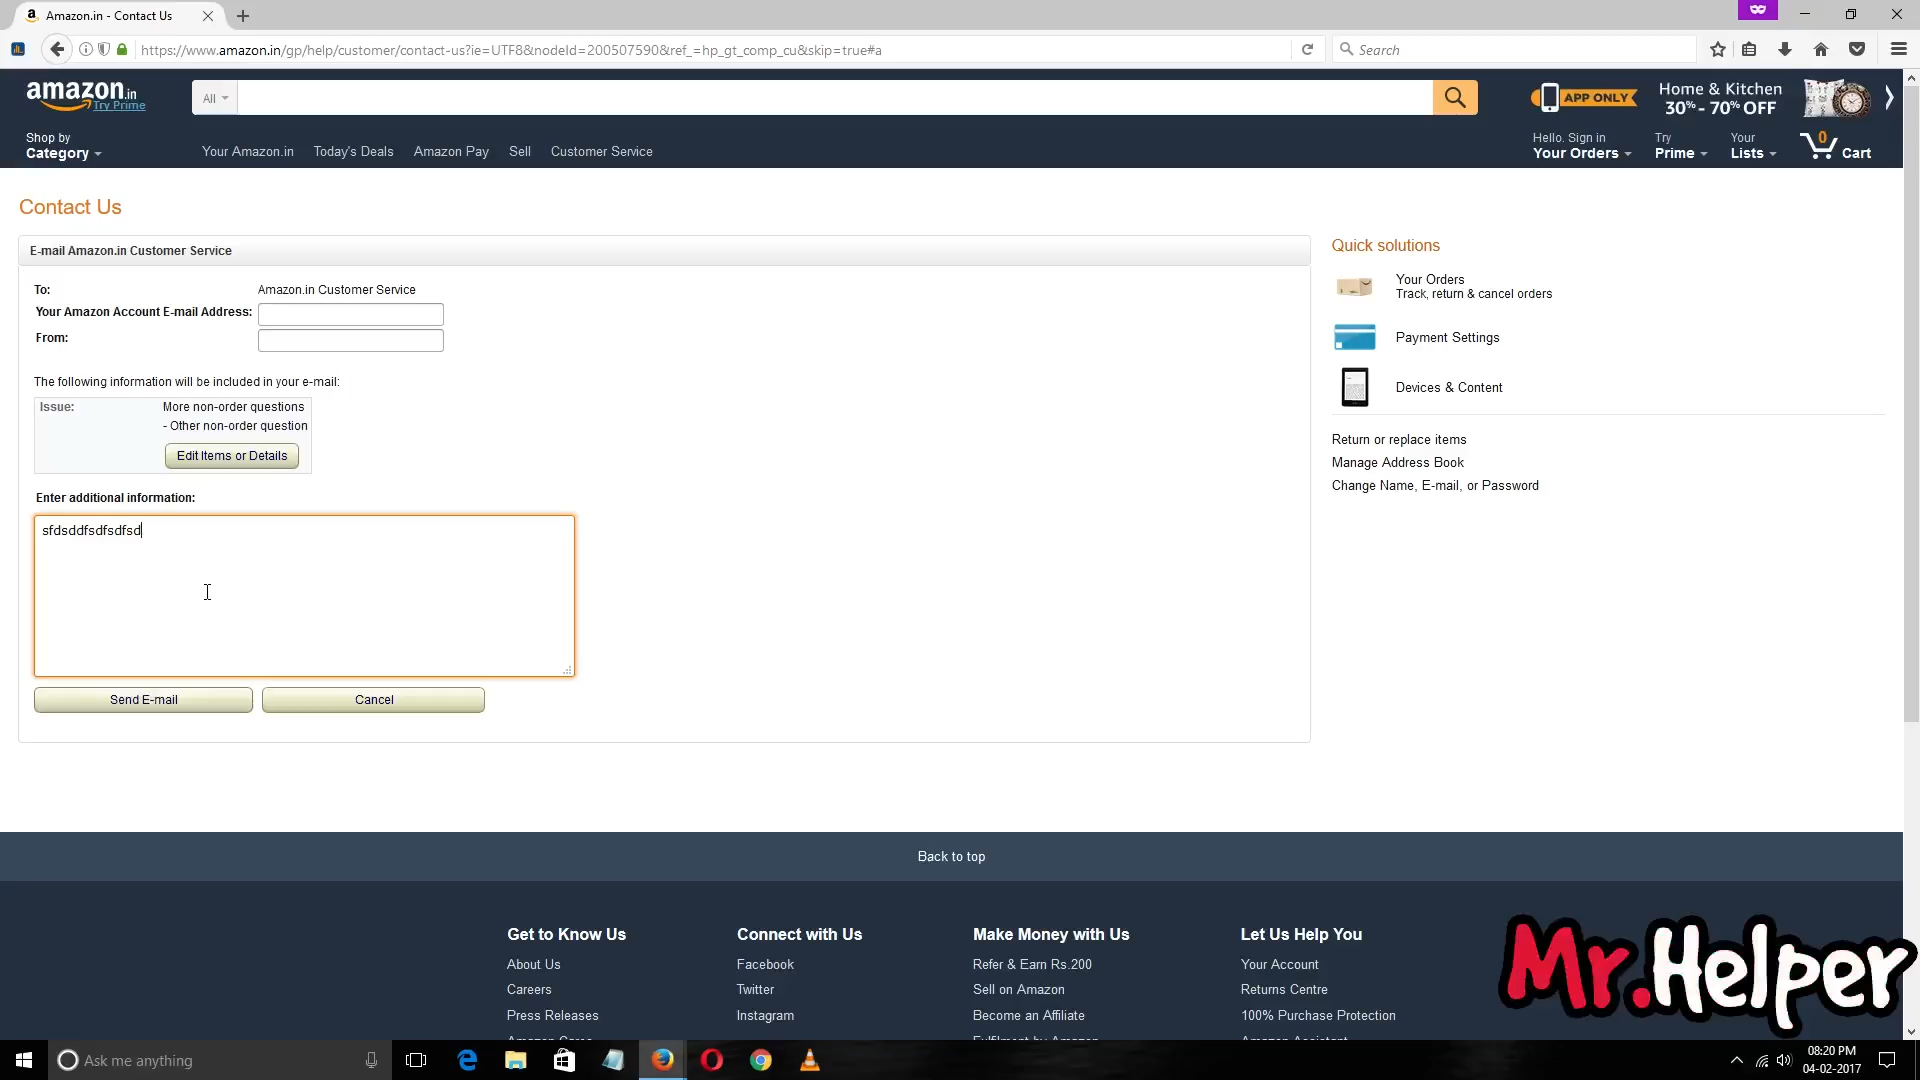 Amazon.in - Contact Us
https://www.amazon.in/gp/help/customer/contact-us?ie=UTF8&nodeId=200507590&ref_=hp_gt_comp_cu&skip=true#a
Search
amazon.in
Try Prime
All
APP ONLY
Home & Kitchen
30% - 70% OFF
Shop by
Category
Your Amazon.in
Today's Deals
Amazon Pay
Sell
Customer Service
Hello. Sign in
Your Orders
Try
Prime
Your
Lists
0
Cart
Contact Us
E-mail Amazon.in Customer Service
To:
Amazon.in Customer Service
Your Amazon Account E-mail Address:
From:
The following information will be included in your e-mail:
Issue:
More non-order questions
- Other non-order question
Edit Items or Details
Enter additional information:
sfdsddfsdfsdfsd
Send E-mail
Cancel
Quick solutions
Your Orders
Track, return & cancel orders
Payment Settings
Devices & Content
Return or replace items
Manage Address Book
Change Name, E-mail, or Password
Back to top
Get to Know Us
About Us
Careers
Press Releases
Connect with Us
Facebook
Twitter
Instagram
Make Money with Us
Refer & Earn Rs.200
Sell on Amazon
Become an Affiliate
Fulfilment by Amazon
Let Us Help You
Your Account
Returns Centre
100% Purchase Protection
Mr.Helper
Ask me anything
08:20 PM
04-02-2017